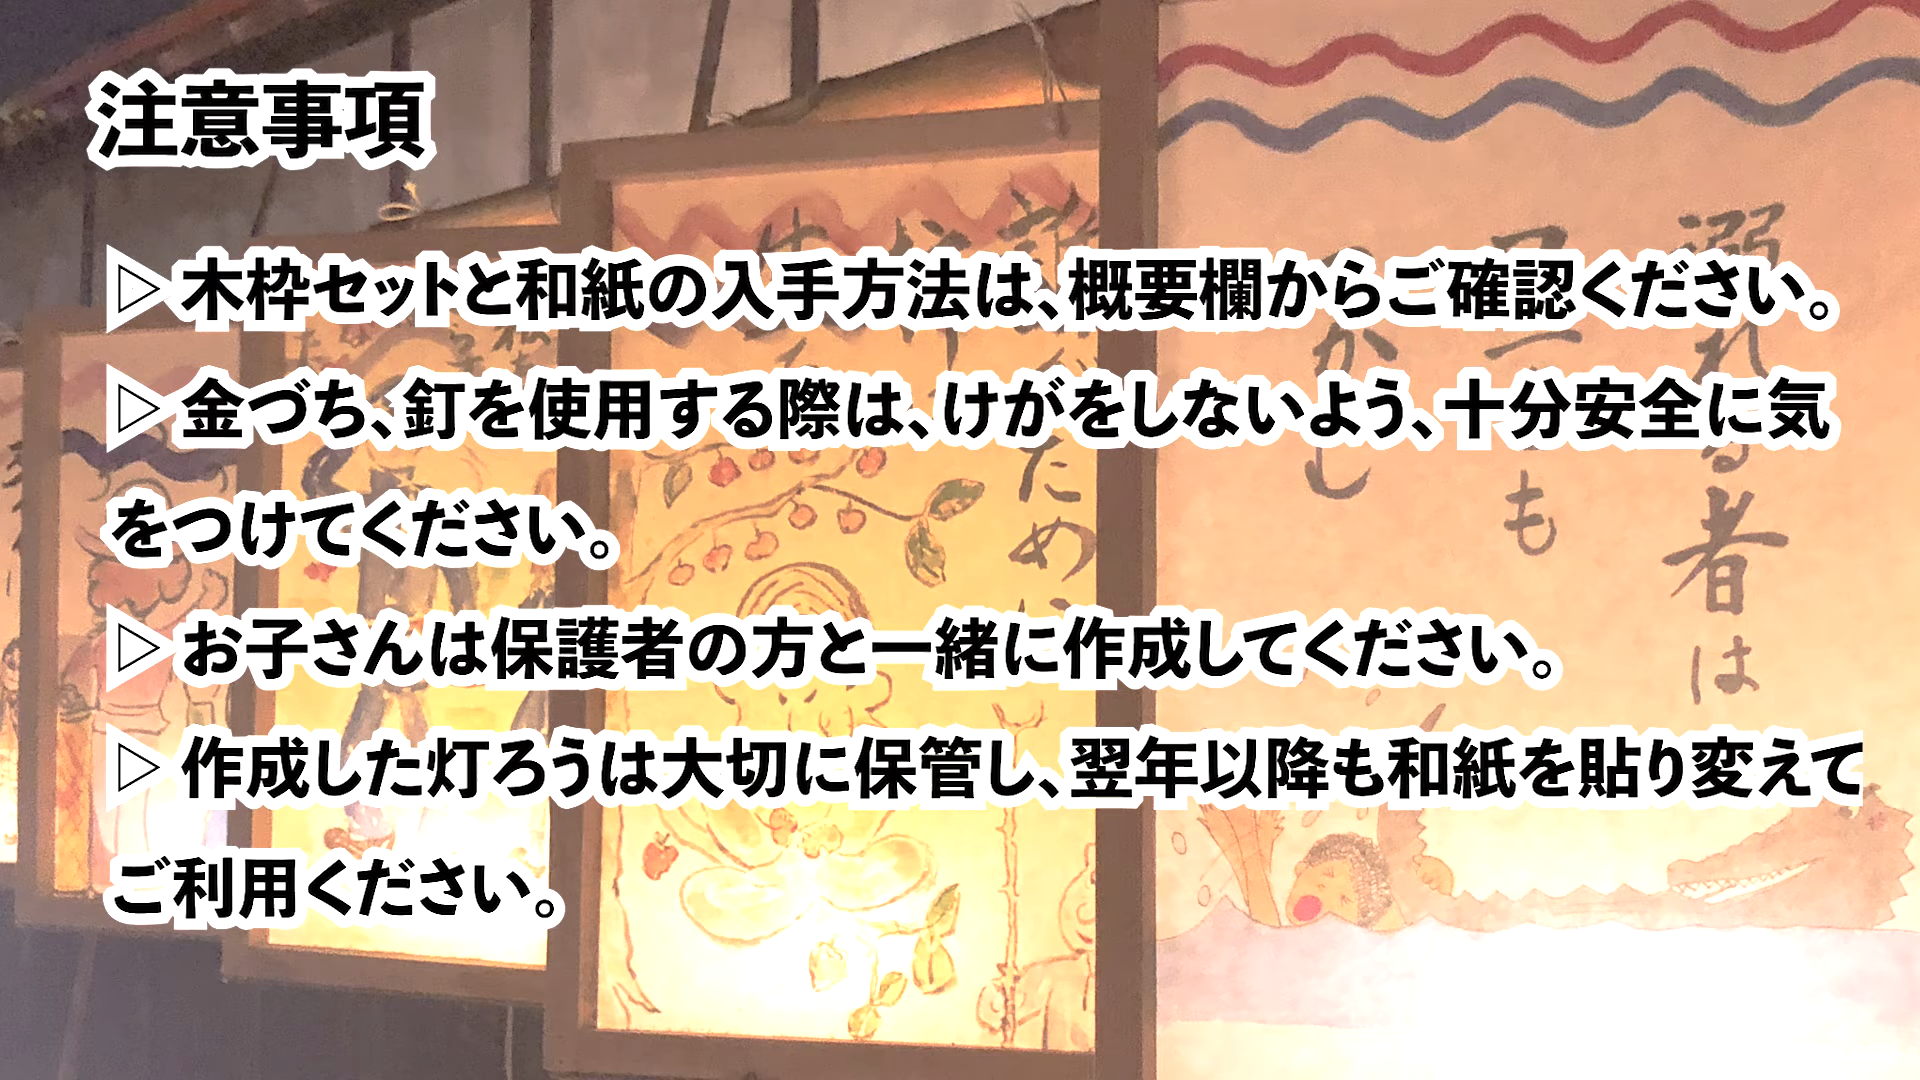 注意事項
▷ 木枠セットと和紙の入手方法は、概要欄からご確認ください。
▷ 金づち、釘を使用する際は、けがをしないよう、十分安全に気
をつけてください。
▷ お子さんは保護者の方と一緒に作成してください。
▷ 作成した灯ろうは大切に保管し、翌年以降も和紙を貼り変えて
ご利用ください。
溺れる者は